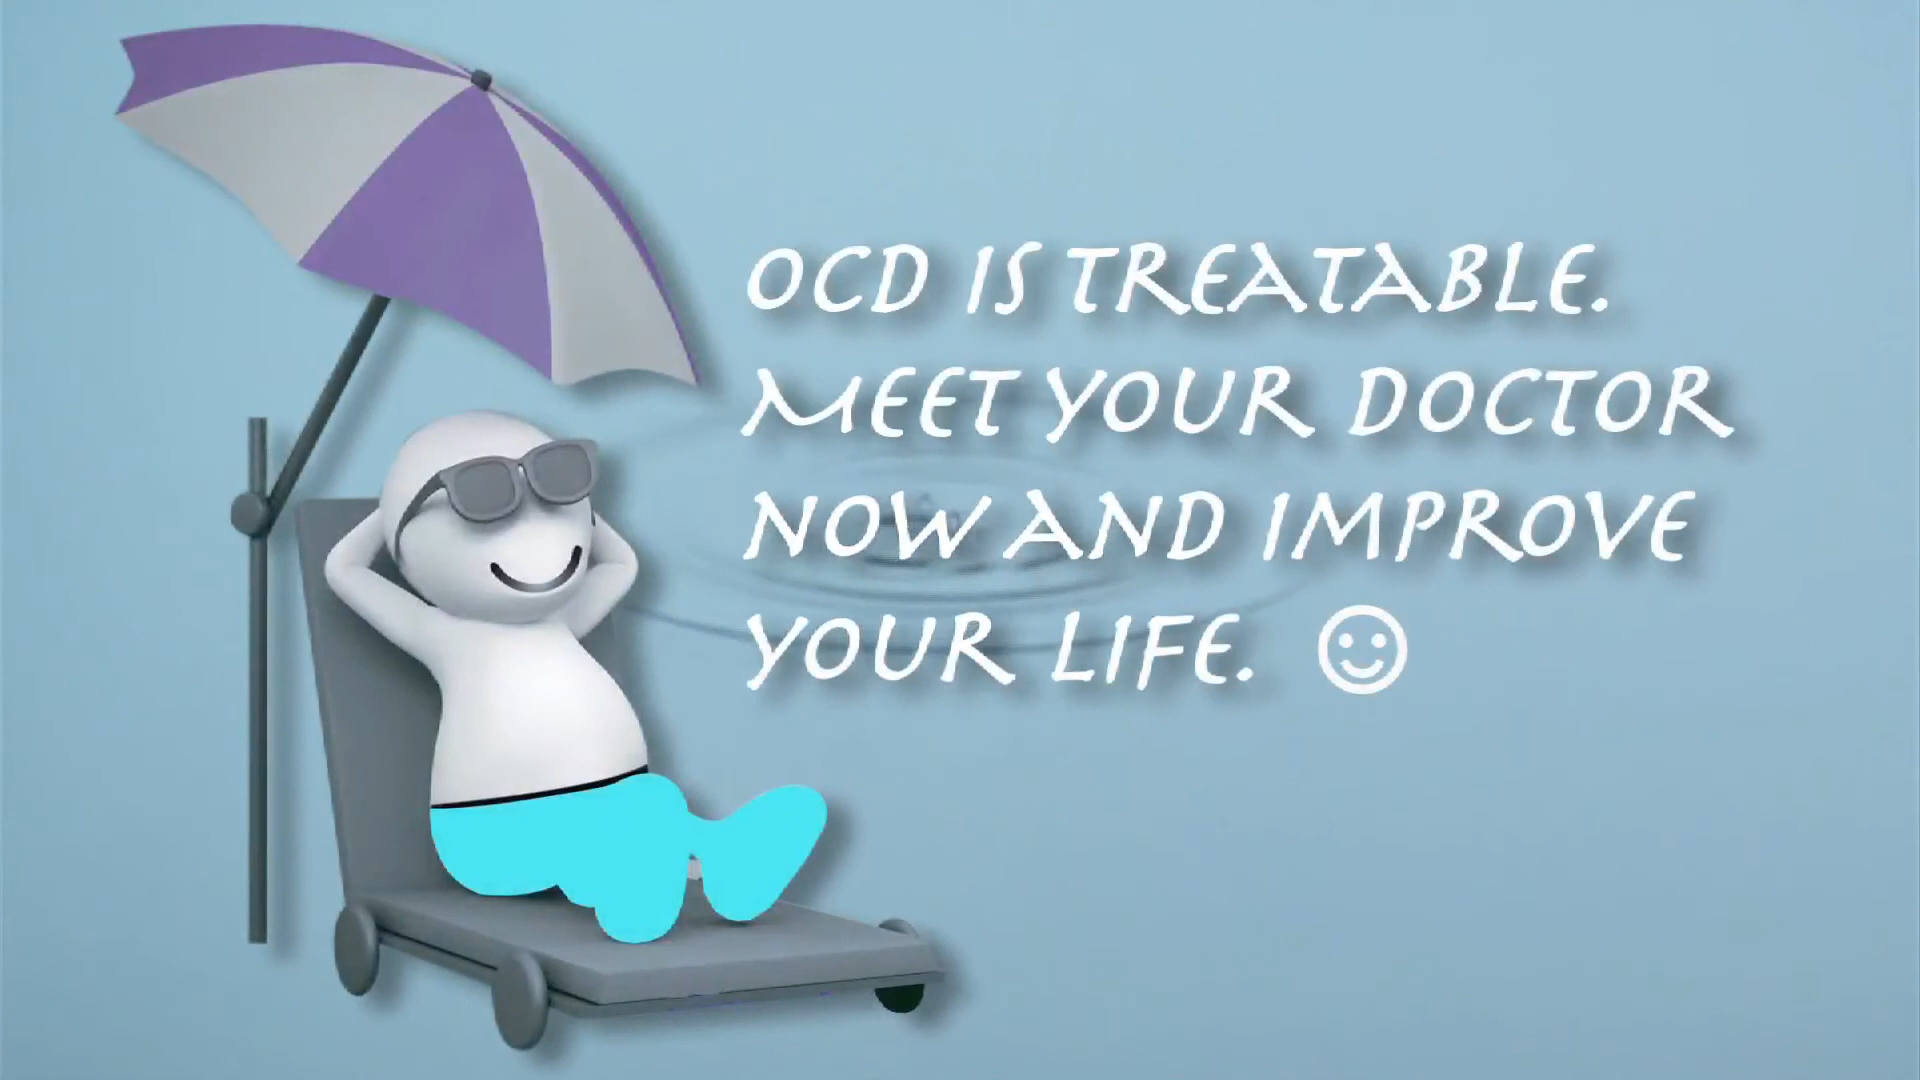 OCD IS TREATABLE.
MEET YOUR DOCTOR
NOW AND IMPROVE
YOUR LIFE. ☺